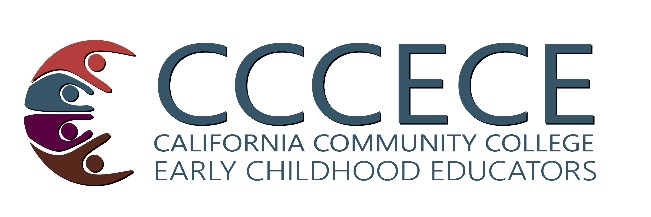 CCCECE
CALIFORNIA COMMUNITY COLLEGE
EARLY CHILDHOOD EDUCATORS